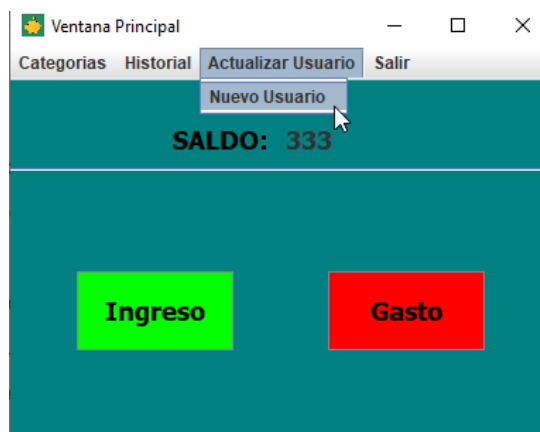 Ventana Principal
Categorias Historial Actualizar Usuario Salir
Nuevo Usuario
SALDO: 333
Ingreso Gasto